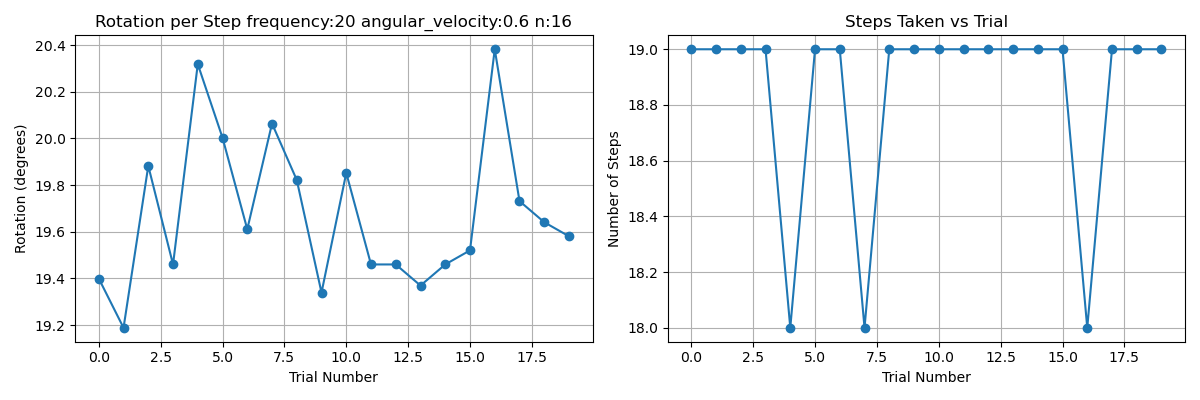 Rotation per Step frequency:20 angular_velocity:0.6 n:16
20.4
20.2
20.0
19.8
19.6
19.4
19.2
Rotation (degrees)
0.0 2.5 5.0 7.5 10.0 12.5 15.0 17.5
Trial Number
Steps Taken vs Trial
19.0
18.8
18.6
18.4
18.2
18.0
Number of Steps
0.0 2.5 5.0 7.5 10.0 12.5 15.0 17.5
Trial Number